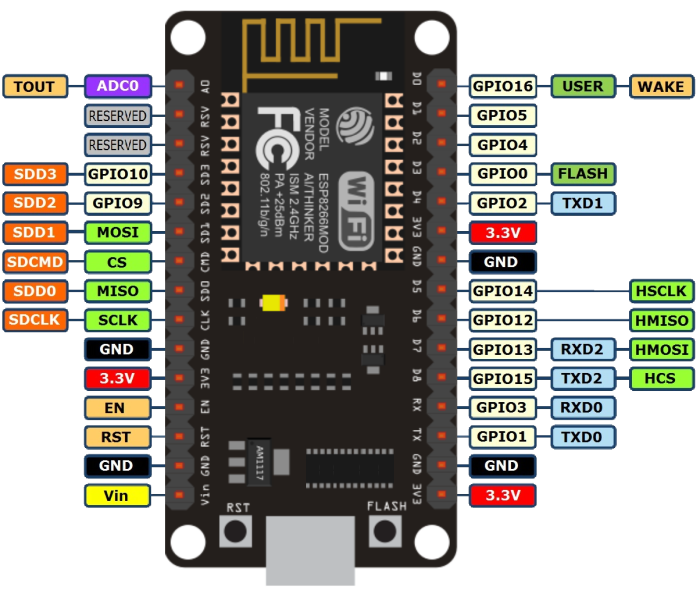 TOUT ADC0 A0 D0 GPIO16 USER WAKE
RESERVED RSV D1 GPIO5
RESERVED RSV D2 GPIO4
SDD3 GPIO10 SD3 D3 GPIO0 FLASH
SDD2 GPIO9 SD2 D4 GPIO2 TXD1
SDD1 MOSI SD1 3V3 3.3V
SDCMD CS CMD GND GND
SDD0 MISO SD0 D5 GPIO14 HSCLK
SDCLK SCLK CLK D6 GPIO12 HMISO
GND GND D7 GPIO13 RXD2 HMOSI
3.3V 3V3 D8 GPIO15 TXD2 HCS
EN EN RX GPIO3 RXD0
RST RST TX GPIO1 TXD0
GND GND GND GND
Vin Vin 3V3 3.3V
MODEL ESP8266MOD
VENDOR AI/THINKER
ISM 2.4GHz
PA +25dBm
802.11b/g/n
FC
WiFi
AM1117
RST
FLASH